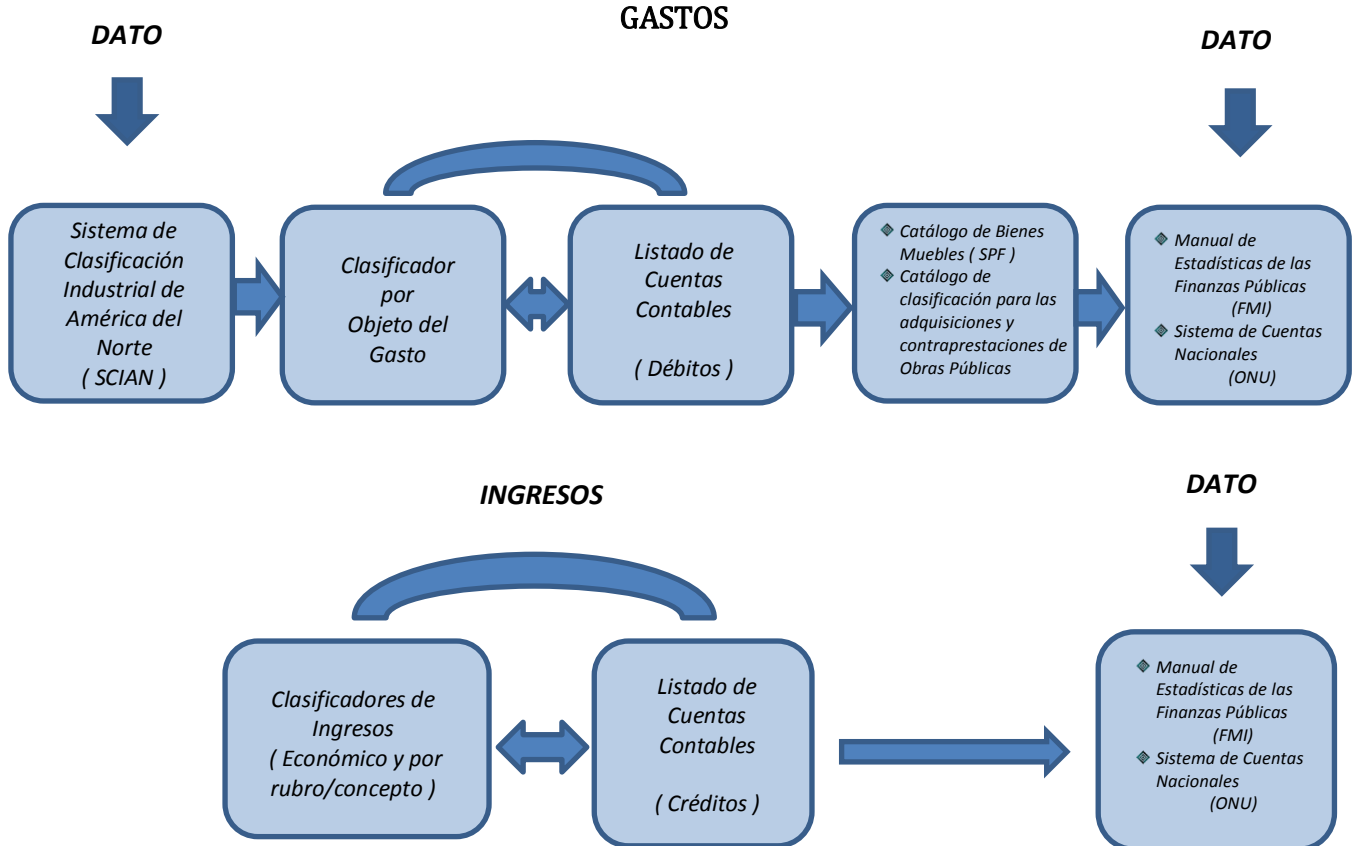 GASTOS
DATO
DATO
Sistema de
Clasificación
Industrial de
América del
Norte
( SCIAN )
Clasificador
por
Objeto del
Gasto
Listado de
Cuentas
Contables
( Débitos )
Catálogo de Bienes
Muebles ( SPF )
Catálogo de
clasificación para las
adquisiciones y
contraprestaciones de
Obras Públicas
Manual de
Estadísticas de las
Finanzas Públicas
(FMI)
Sistema de Cuentas
Nacionales
(ONU)
INGRESOS
DATO
Clasificadores de
Ingresos
( Económico y por
rubro/concepto )
Listado de
Cuentas
Contables
( Créditos )
Manual de
Estadísticas de las
Finanzas Públicas
(FMI)
Sistema de Cuentas
Nacionales
(ONU)